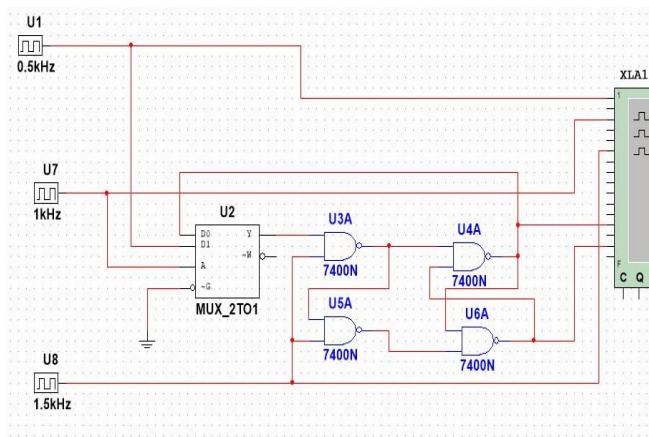 U1
0.5kHz
XLA1
1
U7
1kHz
U2
D0
Y
D1
~W
A
~G
MUX_2TO1
U3A
7400N
U4A
7400N
U5A
7400N
U6A
7400N
F
C Q
U8
1.5kHz